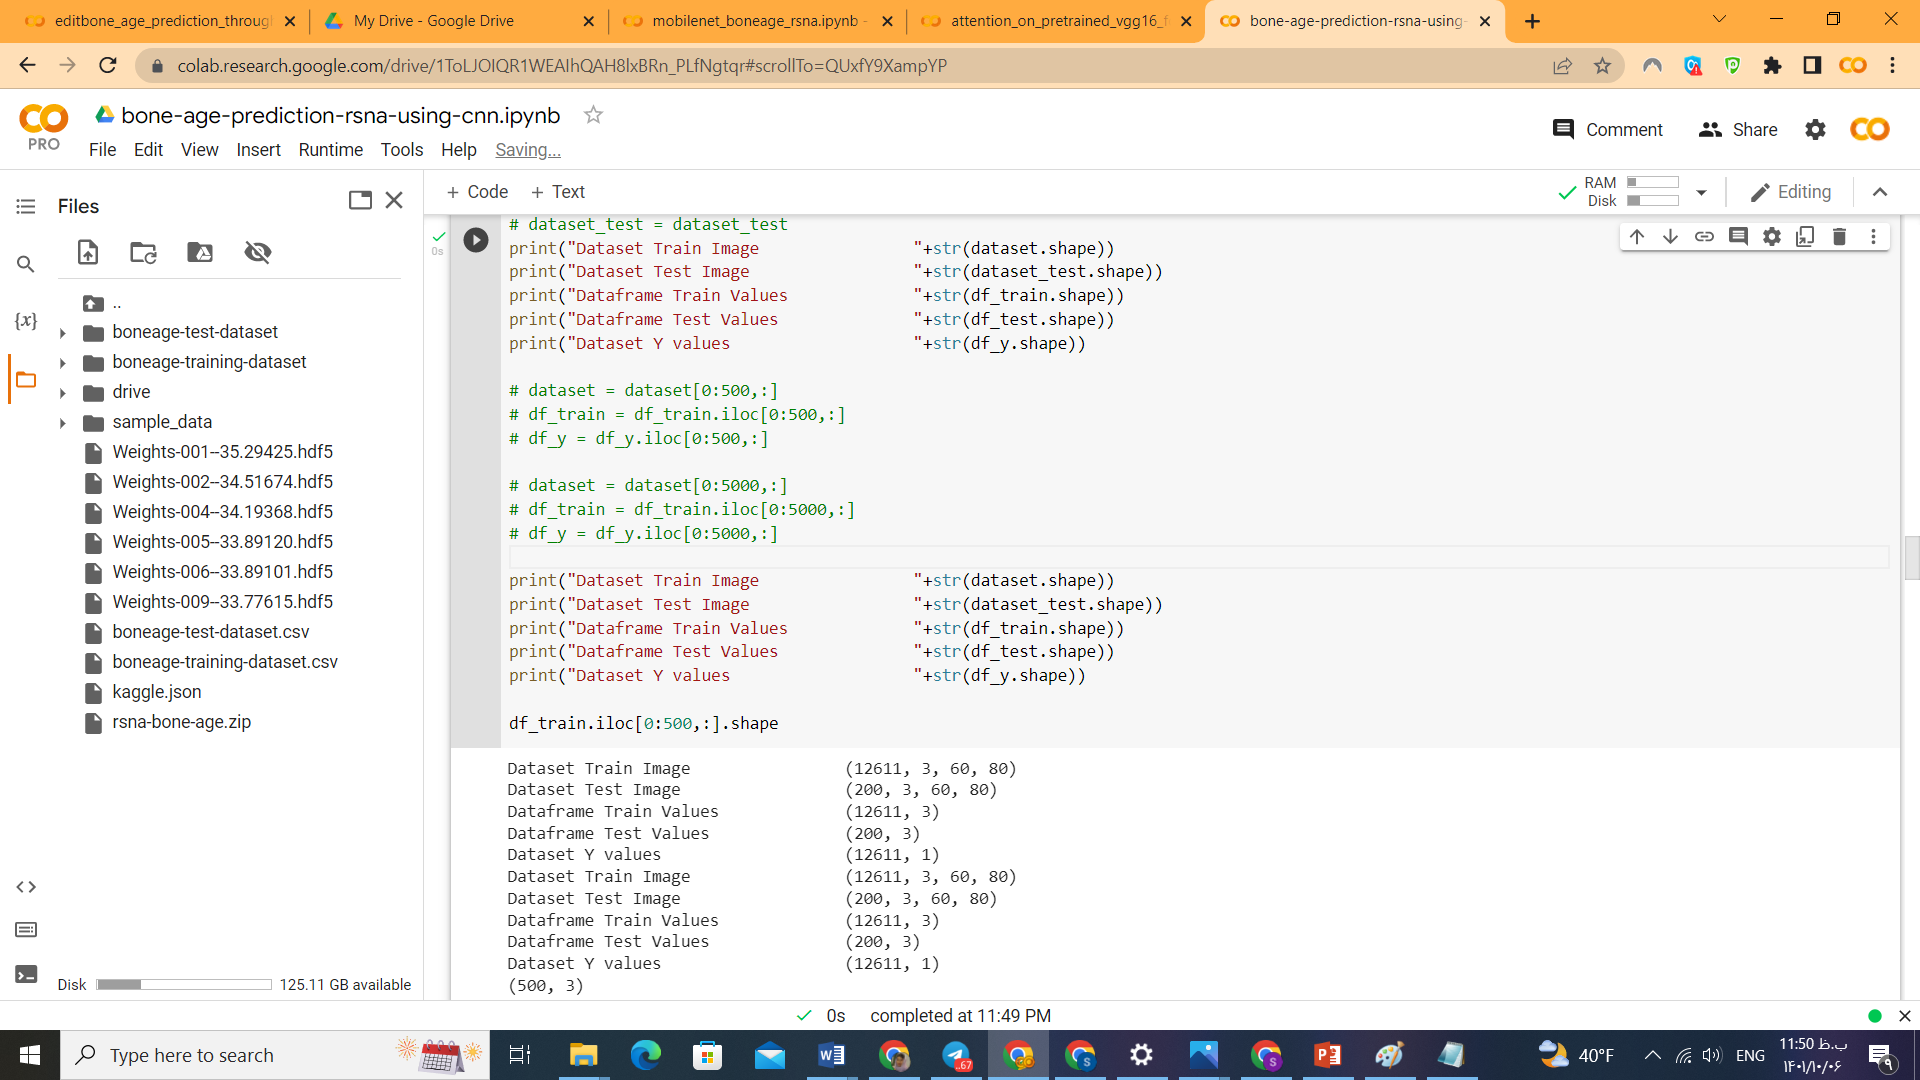 editbone_age_prediction_throug
My Drive - Google Drive
mobilenet_boneage_rsna.ipynb -
attention_on_pretrained_vgg16_f
bone-age-prediction-rsna-using-
colab.research.google.com/drive/1ToLJOIQR1WEAIhQAH8lxBRn_PLfNgtqr#scrollTo=QUxfY9XampYP
PRO
bone-age-prediction-rsna-using-cnn.ipynb
File Edit View Insert Runtime Tools Help Saving...
Comment Share
Files
+ Code + Text
RAM
Disk
Editing
{x}
..
boneage-test-dataset
boneage-training-dataset
drive
sample_data
Weights-001--35.29425.hdf5
Weights-002--34.51674.hdf5
Weights-004--34.19368.hdf5
Weights-005--33.89120.hdf5
Weights-006--33.89101.hdf5
Weights-009--33.77615.hdf5
boneage-test-dataset.csv
boneage-training-dataset.csv
kaggle.json
rsna-bone-age.zip
Disk 125.11 GB available
0s
# dataset_test = dataset_test
print("Dataset Train Image                "+str(dataset.shape))
print("Dataset Test Image                 "+str(dataset_test.shape))
print("Dataframe Train Values             "+str(df_train.shape))
print("Dataframe Test Values              "+str(df_test.shape))
print("Dataset Y values                   "+str(df_y.shape))
# dataset = dataset[0:500,:]
# df_train = df_train.iloc[0:500,:]
# df_y = df_y.iloc[0:500,:]
# dataset = dataset[0:5000,:]
# df_train = df_train.iloc[0:5000,:]
# df_y = df_y.iloc[0:5000,:]
print("Dataset Train Image                "+str(dataset.shape))
print("Dataset Test Image                 "+str(dataset_test.shape))
print("Dataframe Train Values             "+str(df_train.shape))
print("Dataframe Test Values              "+str(df_test.shape))
print("Dataset Y values                   "+str(df_y.shape))
df_train.iloc[0:500,:].shape
Dataset Train Image                (12611, 3, 60, 80)
Dataset Test Image                 (200, 3, 60, 80)
Dataframe Train Values             (12611, 3)
Dataframe Test Values              (200, 3)
Dataset Y values                   (12611, 1)
Dataset Train Image                (12611, 3, 60, 80)
Dataset Test Image                 (200, 3, 60, 80)
Dataframe Train Values             (12611, 3)
Dataframe Test Values              (200, 3)
Dataset Y values                   (12611, 1)
(500, 3)
0s completed at 11:49 PM
Type here to search
..67
40°F
ENG
11:50 ب.ظ
۱۴۰۱/۱۰/۰۶
۹